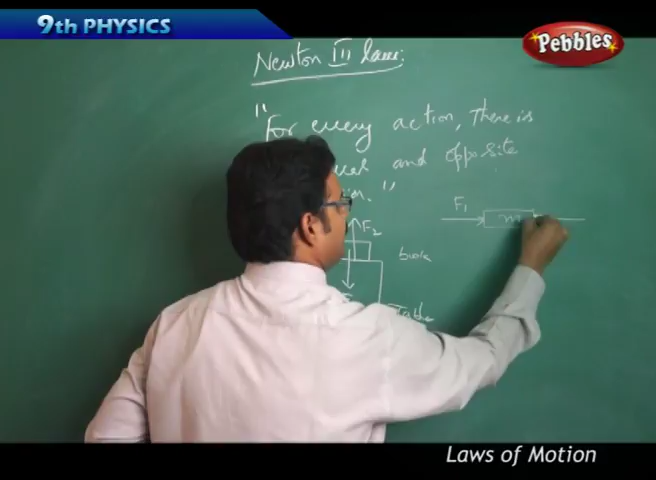 9th PHYSICS
Pebbles
Newton III law:
"For every action, There is
and opposite
"
F1
m
F2
book
Table
Laws of Motion